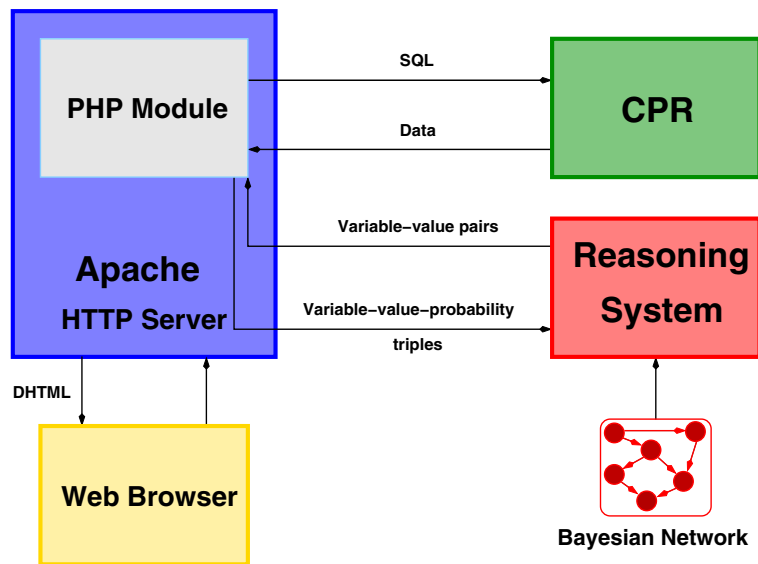 PHP Module
SQL
CPR
Data
Variable−value pairs
Reasoning
System
Apache
HTTP Server
Variable−value−probability
triples
DHTML
Web Browser
Bayesian Network